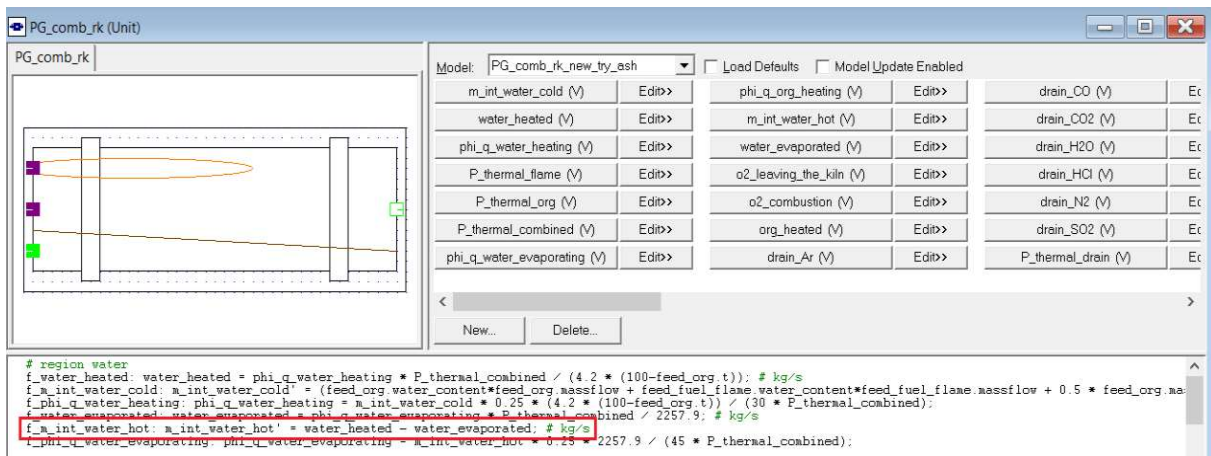 PG_comb_rk (Unit)
PG_comb_rk
Model: PG_comb_rk_new_try_ash Load Defaults Model Update Enabled
m_int_water_cold (V) Edit>> phi_q_org_heating (V) Edit>> drain_CO (V)
water_heated (V) Edit>> m_int_water_hot (V) Edit>> drain_CO2 (V)
phi_q_water_heating (V) Edit>> water_evaporated (V) Edit>> drain_H2O (V)
P_thermal_flame (V) Edit>> o2_leaving_the_kiln (V) Edit>> drain_HCl (V)
P_thermal_org (V) Edit>> o2_combustion (V) Edit>> drain_N2 (V)
P_thermal_combined (V) Edit>> org_heated (V) Edit>> drain_SO2 (V)
phi_q_water_evaporating (V) Edit>> drain_Ar (V) Edit>> P_thermal_drain (V)
New... Delete...
# region water
f_water_heated: water_heated = phi_q_water_heating * P_thermal_combined / (4.2 * (100-feed_org.t)); # kg/s
f_m_int_water_cold: m_int_water_cold' = (feed_org.water_content*feed_org.massflow + feed_fuel_flame.water_content*feed_fuel_flame.massflow + 0.5 * feed_org.ma
f_phi_q_water_heating: phi_q_water_heating = m_int_water_cold * 0.25 * (4.2 * (100-feed_org.t)) / (30 * P_thermal_combined);
f_water_evaporated: water_evaporated = phi_q_water_evaporating * P_thermal_combined / 2257.9; # kg/s
f_m_int_water_hot: m_int_water_hot' = water_heated - water_evaporated; # kg/s
f_phi_q_water_evaporating: phi_q_water_evaporating = m_int_water_hot * 0.25 * 2257.9 / (45 * P_thermal_combined);